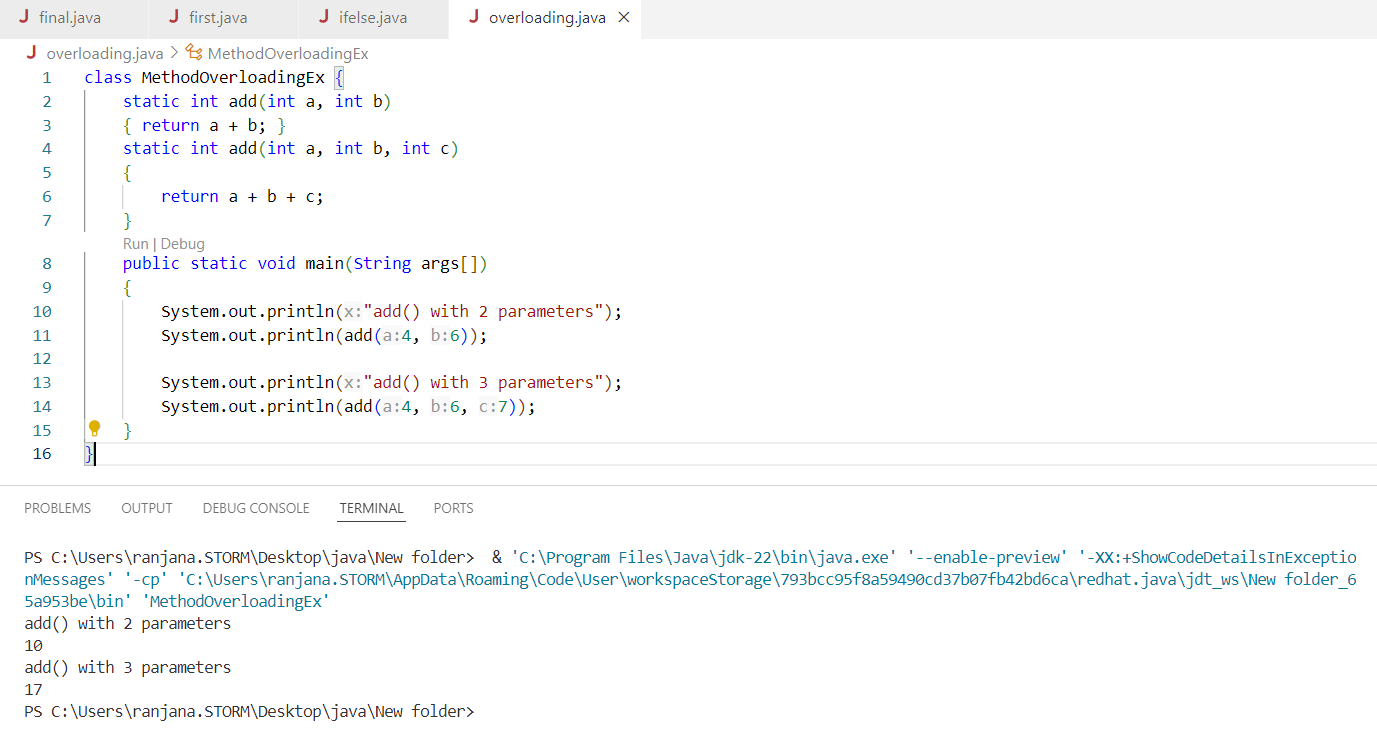 final.java first.java ifelse.java overloading.java
overloading.java > MethodOverloadingEx
1 class MethodOverloadingEx {
2 static int add(int a, int b)
3 { return a + b; }
4 static int add(int a, int b, int c)
5 {
6 return a + b + c;
7 }
Run | Debug
8 public static void main(String args[])
9 {
10 System.out.println(x:"add() with 2 parameters");
11 System.out.println(add(a:4, b:6));
12
13 System.out.println(x:"add() with 3 parameters");
14 System.out.println(add(a:4, b:6, c:7));
15 }
16 }
PROBLEMS OUTPUT DEBUG CONSOLE TERMINAL PORTS
PS C:\Users\ranjana.STORM\Desktop\java\New folder>  & 'C:\Program Files\Java\jdk-22\bin\java.exe' '--enable-preview' '-XX:+ShowCodeDetailsInExceptio
nMessages' '-cp' 'C:\Users\ranjana.STORM\AppData\Roaming\Code\User\workspaceStorage\793bcc95f8a59490cd37b07fb42bd6ca\redhat.java\jdt_ws\New folder_6
5a953be\bin' 'MethodOverloadingEx'
add() with 2 parameters
10
add() with 3 parameters
17
PS C:\Users\ranjana.STORM\Desktop\java\New folder>